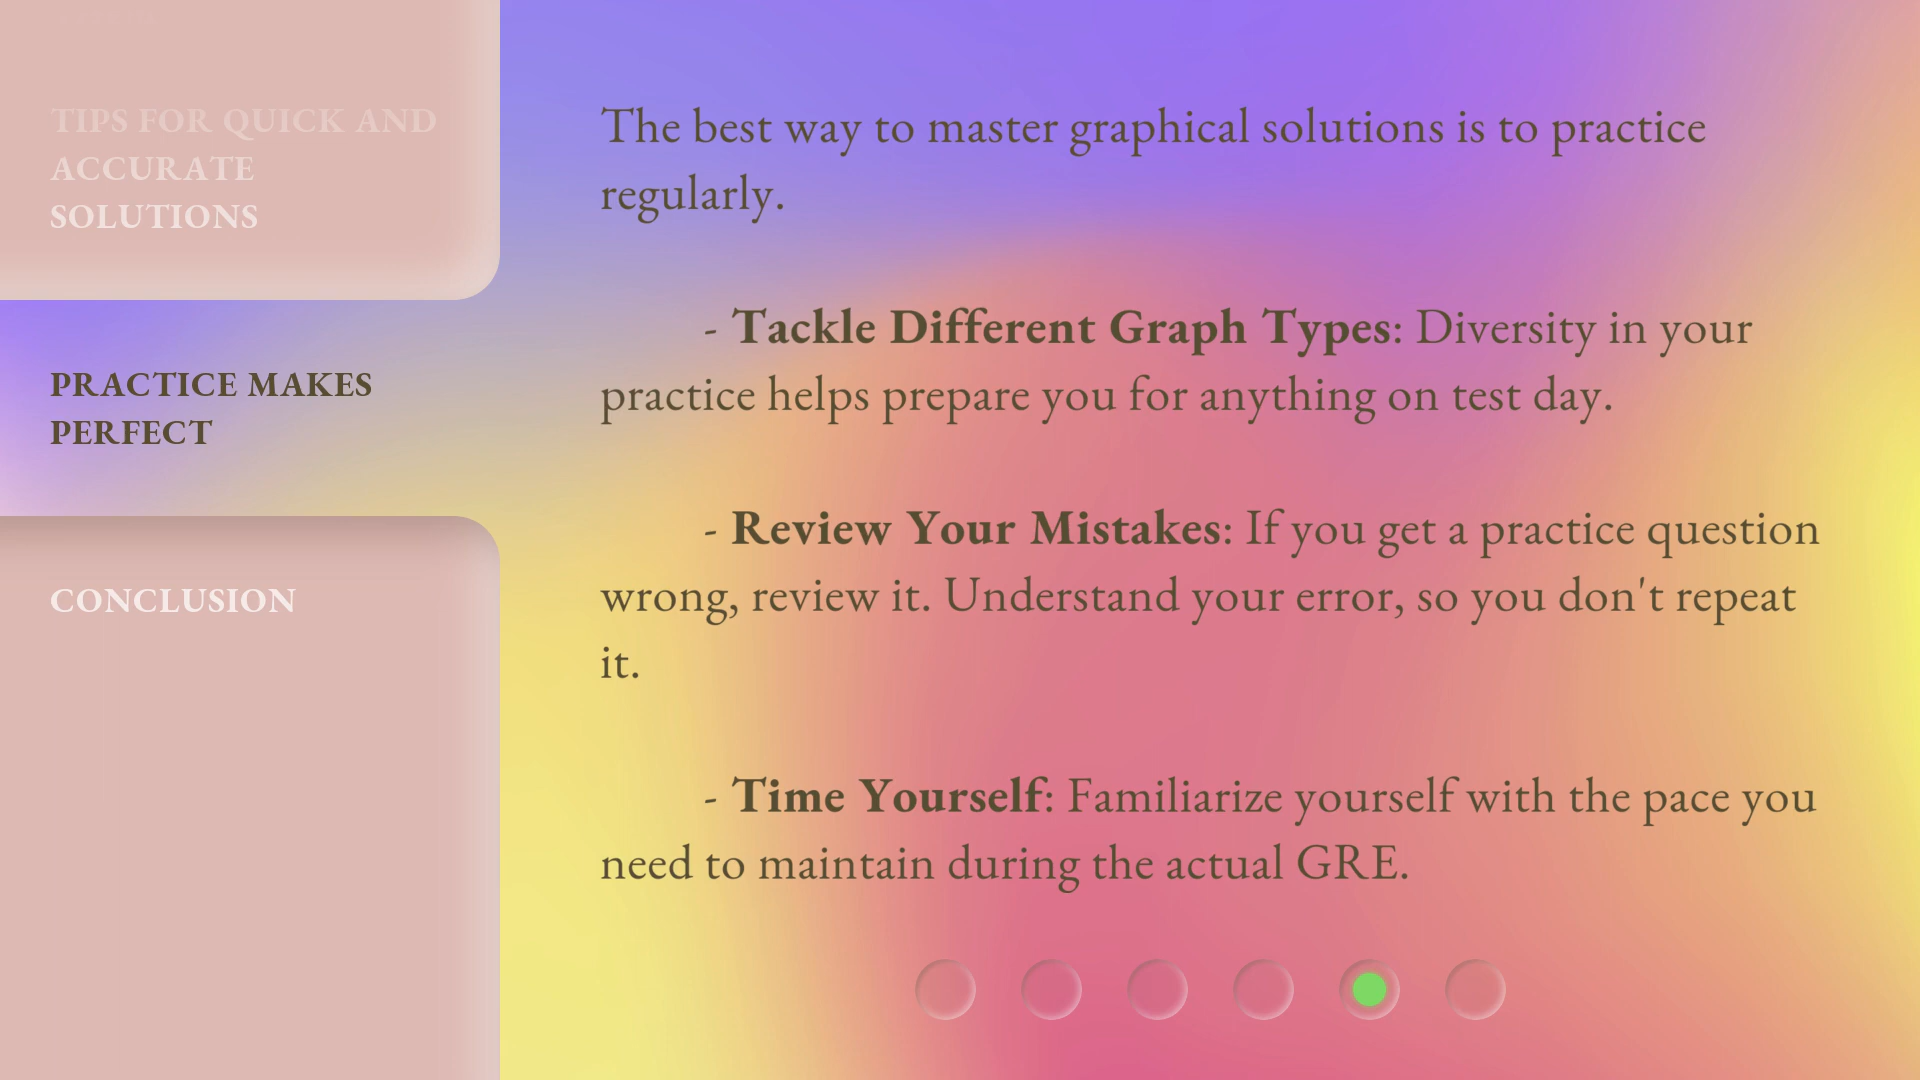 TIPS FOR QUICK AND
ACCURATE
SOLUTIONS
PRACTICE MAKES
PERFECT
CONCLUSION
The best way to master graphical solutions is to practice
regularly.
- Tackle Different Graph Types: Diversity in your
practice helps prepare you for anything on test day.
- Review Your Mistakes: If you get a practice question
wrong, review it. Understand your error, so you don't repeat
it.
- Time Yourself: Familiarize yourself with the pace you
need to maintain during the actual GRE.